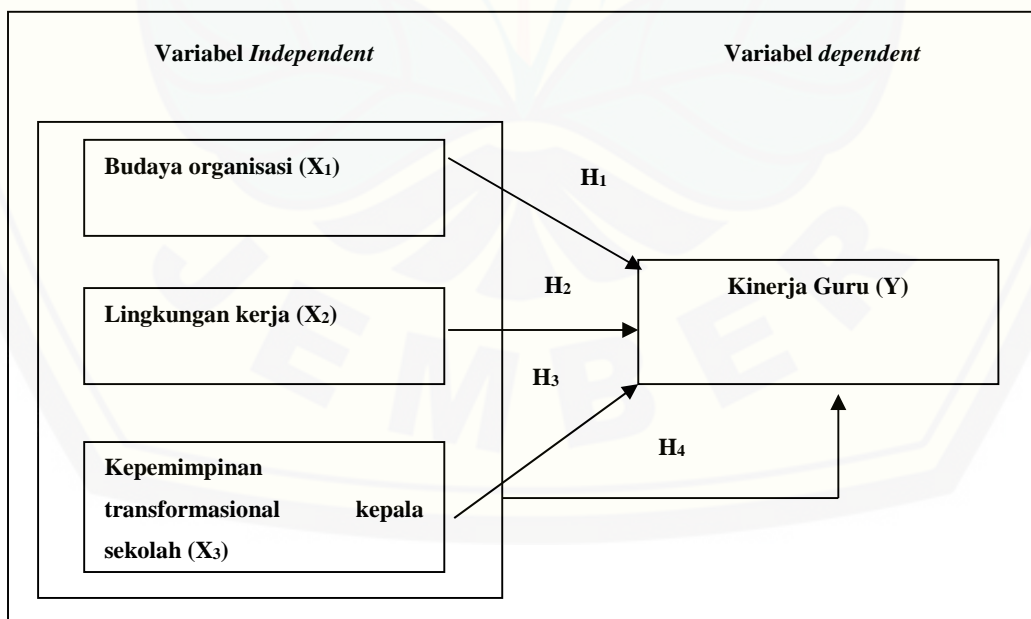 Variabel Independent
Variabel dependent
Budaya organisasi (X1)
H1
Lingkungan kerja (X2)
H2
Kinerja Guru (Y)
H3
Kepemimpinan
transformasional kepala
sekolah (X3)
H4
JEMBER